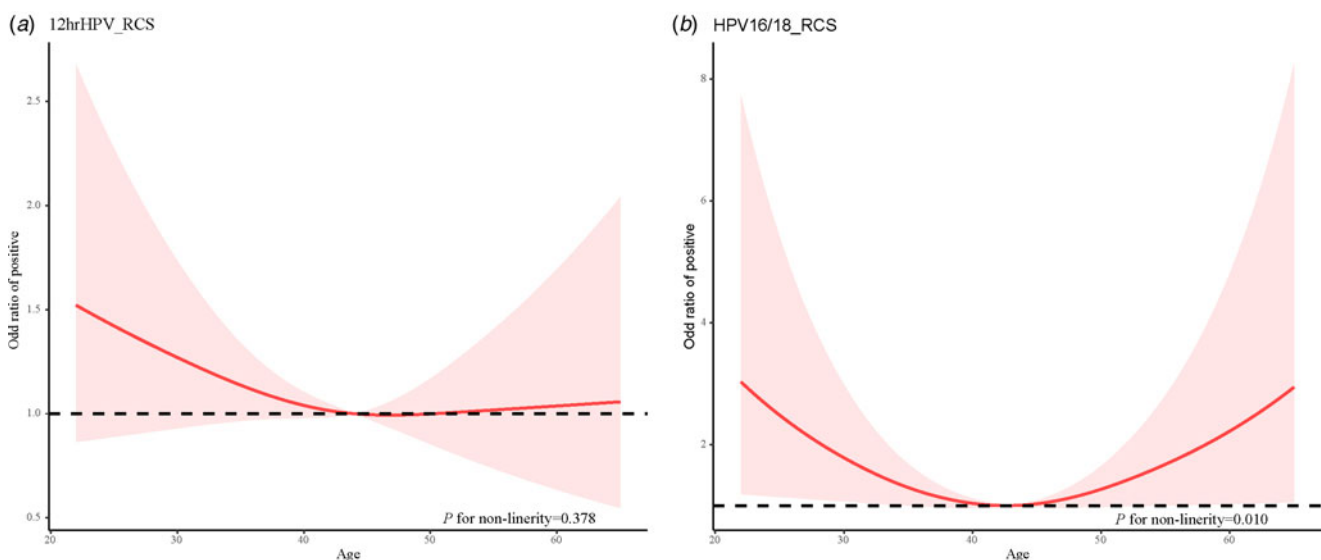 (a) 12hrHPV_RCS
2.5
2.0
1.5
1.0
0.5
Odd ratio of positive
20 30 40 50 60
Age
P for non-linerity=0.378
(b) HPV16/18_RCS
8
6
4
2
Odd ratio of positive
20 30 40 50 60
Age
P for non-linerity=0.010